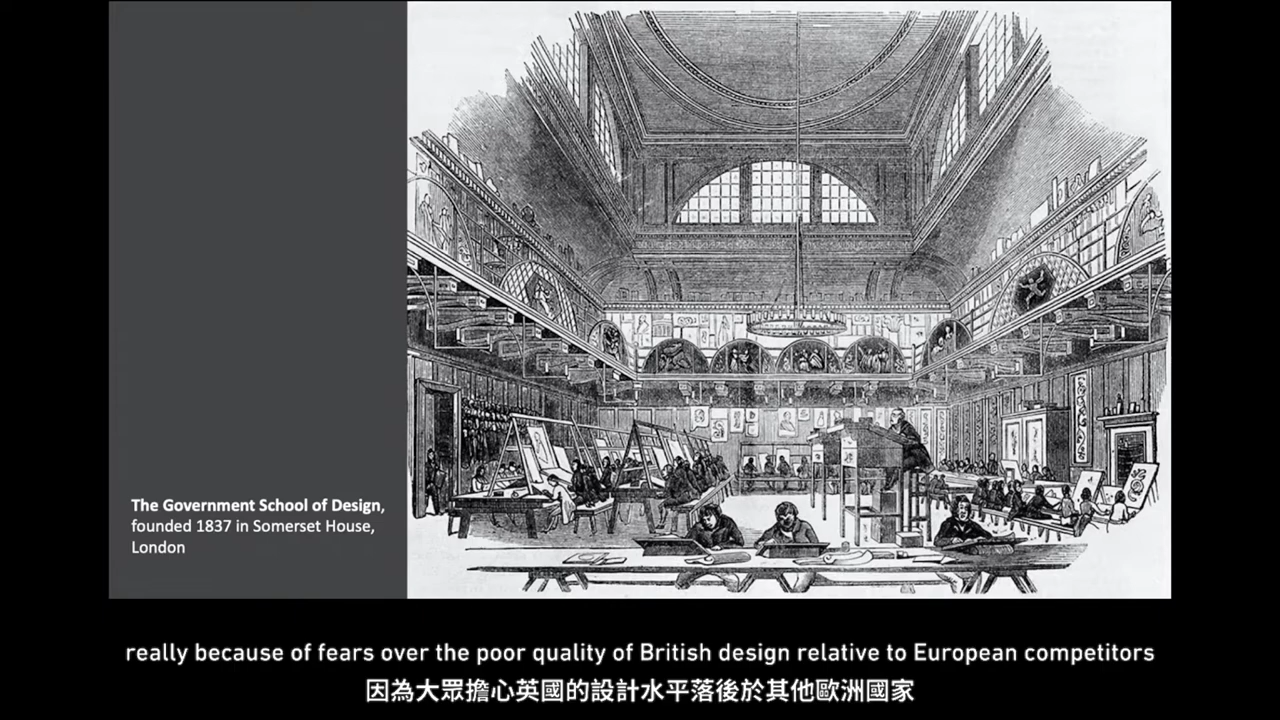 The Government School of Design,
founded 1837 in Somerset House,
London
really because of fears over the poor quality of British design relative to European competitors
因為大眾擔心英國的設計水平落後於其他歐洲國家